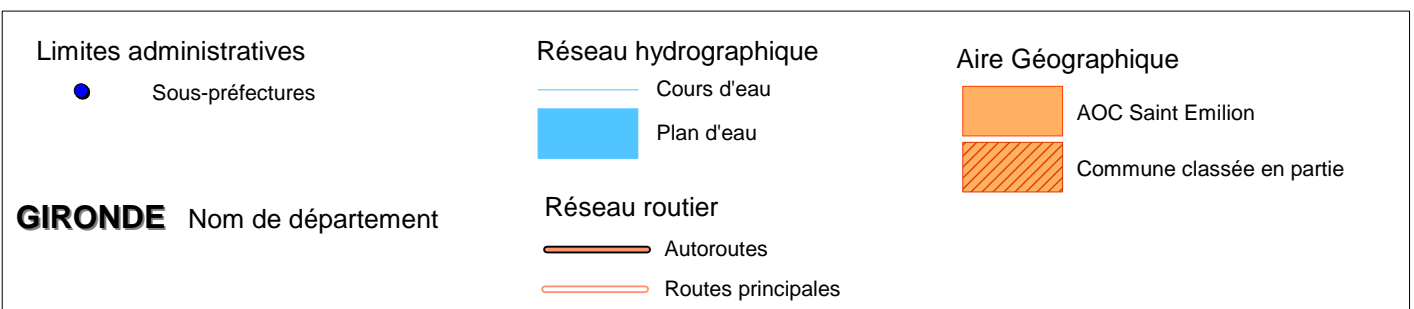 Limites administratives
Sous-préfectures
GIRONDE Nom de département
Réseau hydrographique
Cours d'eau
Plan d'eau
Réseau routier
Autoroutes
Routes principales
Aire Géographique
AOC Saint Emilion
Commune classée en partie